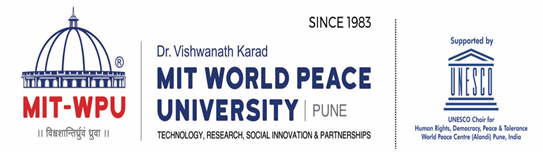 SINCE 1983
®
MIT-WPU
॥ विश्वशान्तिर्ध्रुवं ध्रुवा ॥
Dr. Vishwanath Karad
MIT WORLD PEACE
UNIVERSITY | PUNE
TECHNOLOGY, RESEARCH, SOCIAL INNOVATION & PARTNERSHIPS
Supported by
UNESCO
UNESCO Chair for
Human Rights, Democracy, Peace & Tolerance
World Peace Centre (Alandi) Pune, India